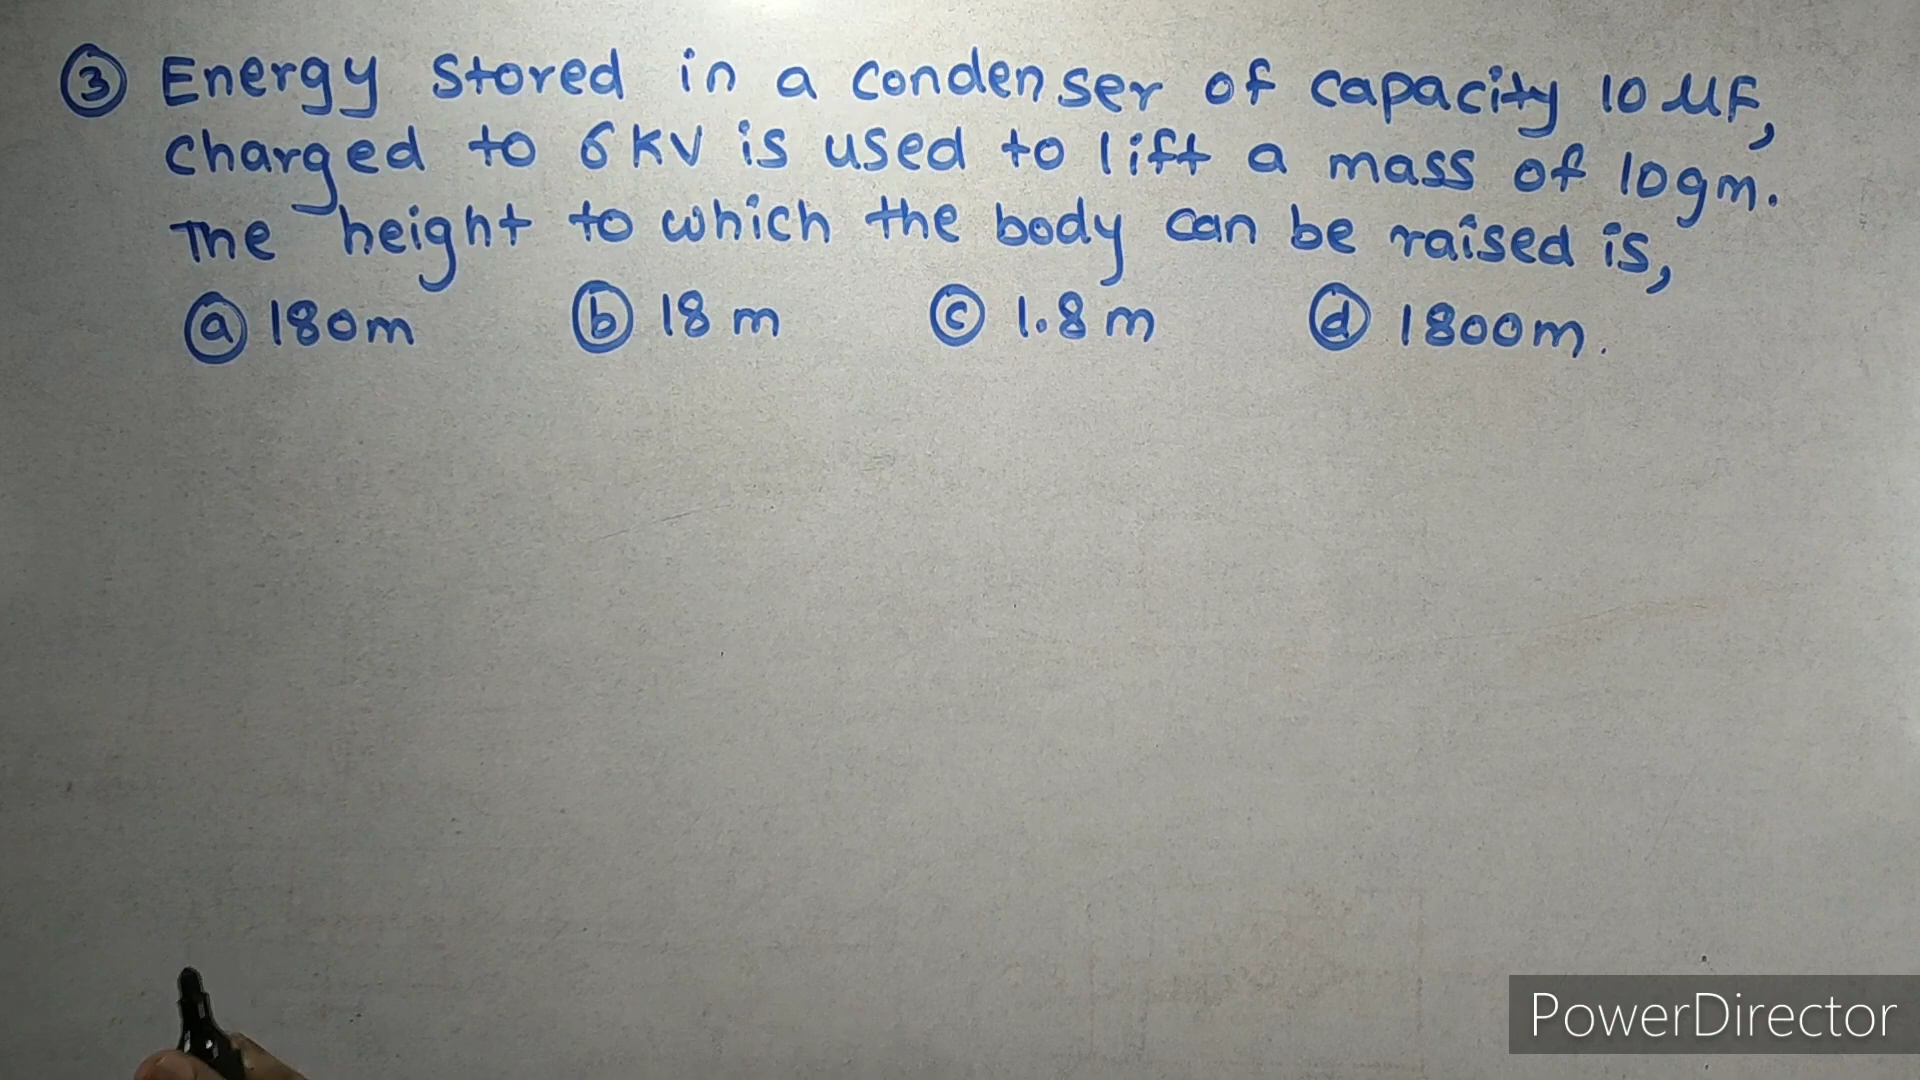 ③ Energy stored in a condenser of capacity 10 μF,
charged to 6 KV is used to lift a mass of 10gm.
The height to which the body can be raised is,
ⓐ 180m ⓑ 18 m ⓒ 1.8 m ⓓ 1800m.
PowerDirector